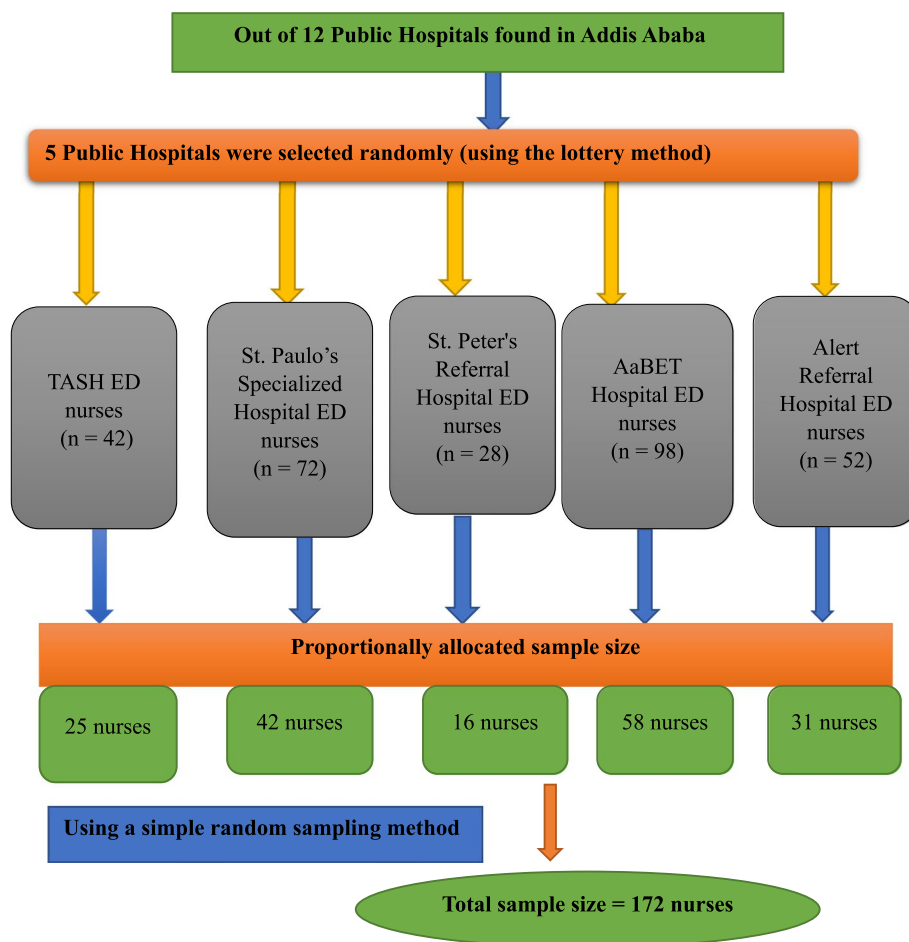 Out of 12 Public Hospitals found in Addis Ababa
5 Public Hospitals were selected randomly (using the lottery method)
TASH ED
nurses
(n = 42)
St. Paulo’s
Specialized
Hospital ED
nurses
(n = 72)
St. Peter's
Referral
Hospital ED
nurses
(n = 28)
AaBET
Hospital ED
nurses
(n = 98)
Alert
Referral
Hospital ED
nurses
(n = 52)
Proportionally allocated sample size
25 nurses
42 nurses
16 nurses
58 nurses
31 nurses
Using a simple random sampling method
Total sample size = 172 nurses